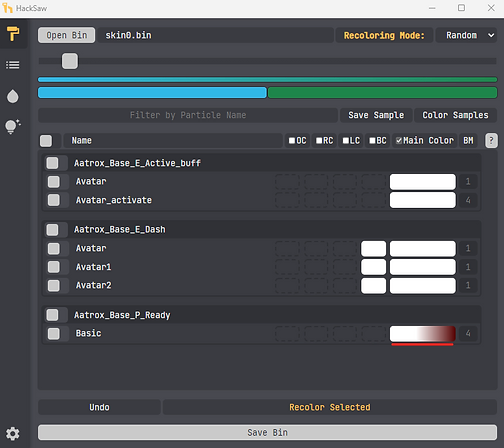 HackSaw
Open Bin skin0.bin Recoloring Mode: Random
Filter by Particle Name Save Sample Color Samples
Name OC RC LC BC Main Color BM ?
Aatrox_Base_E_Active_buff
Avatar 1
Avatar_activate 4
Aatrox_Base_E_Dash
Avatar 1
Avatar1 1
Avatar2 1
Aatrox_Base_P_Ready
Basic 4
Undo Recolor Selected
Save Bin